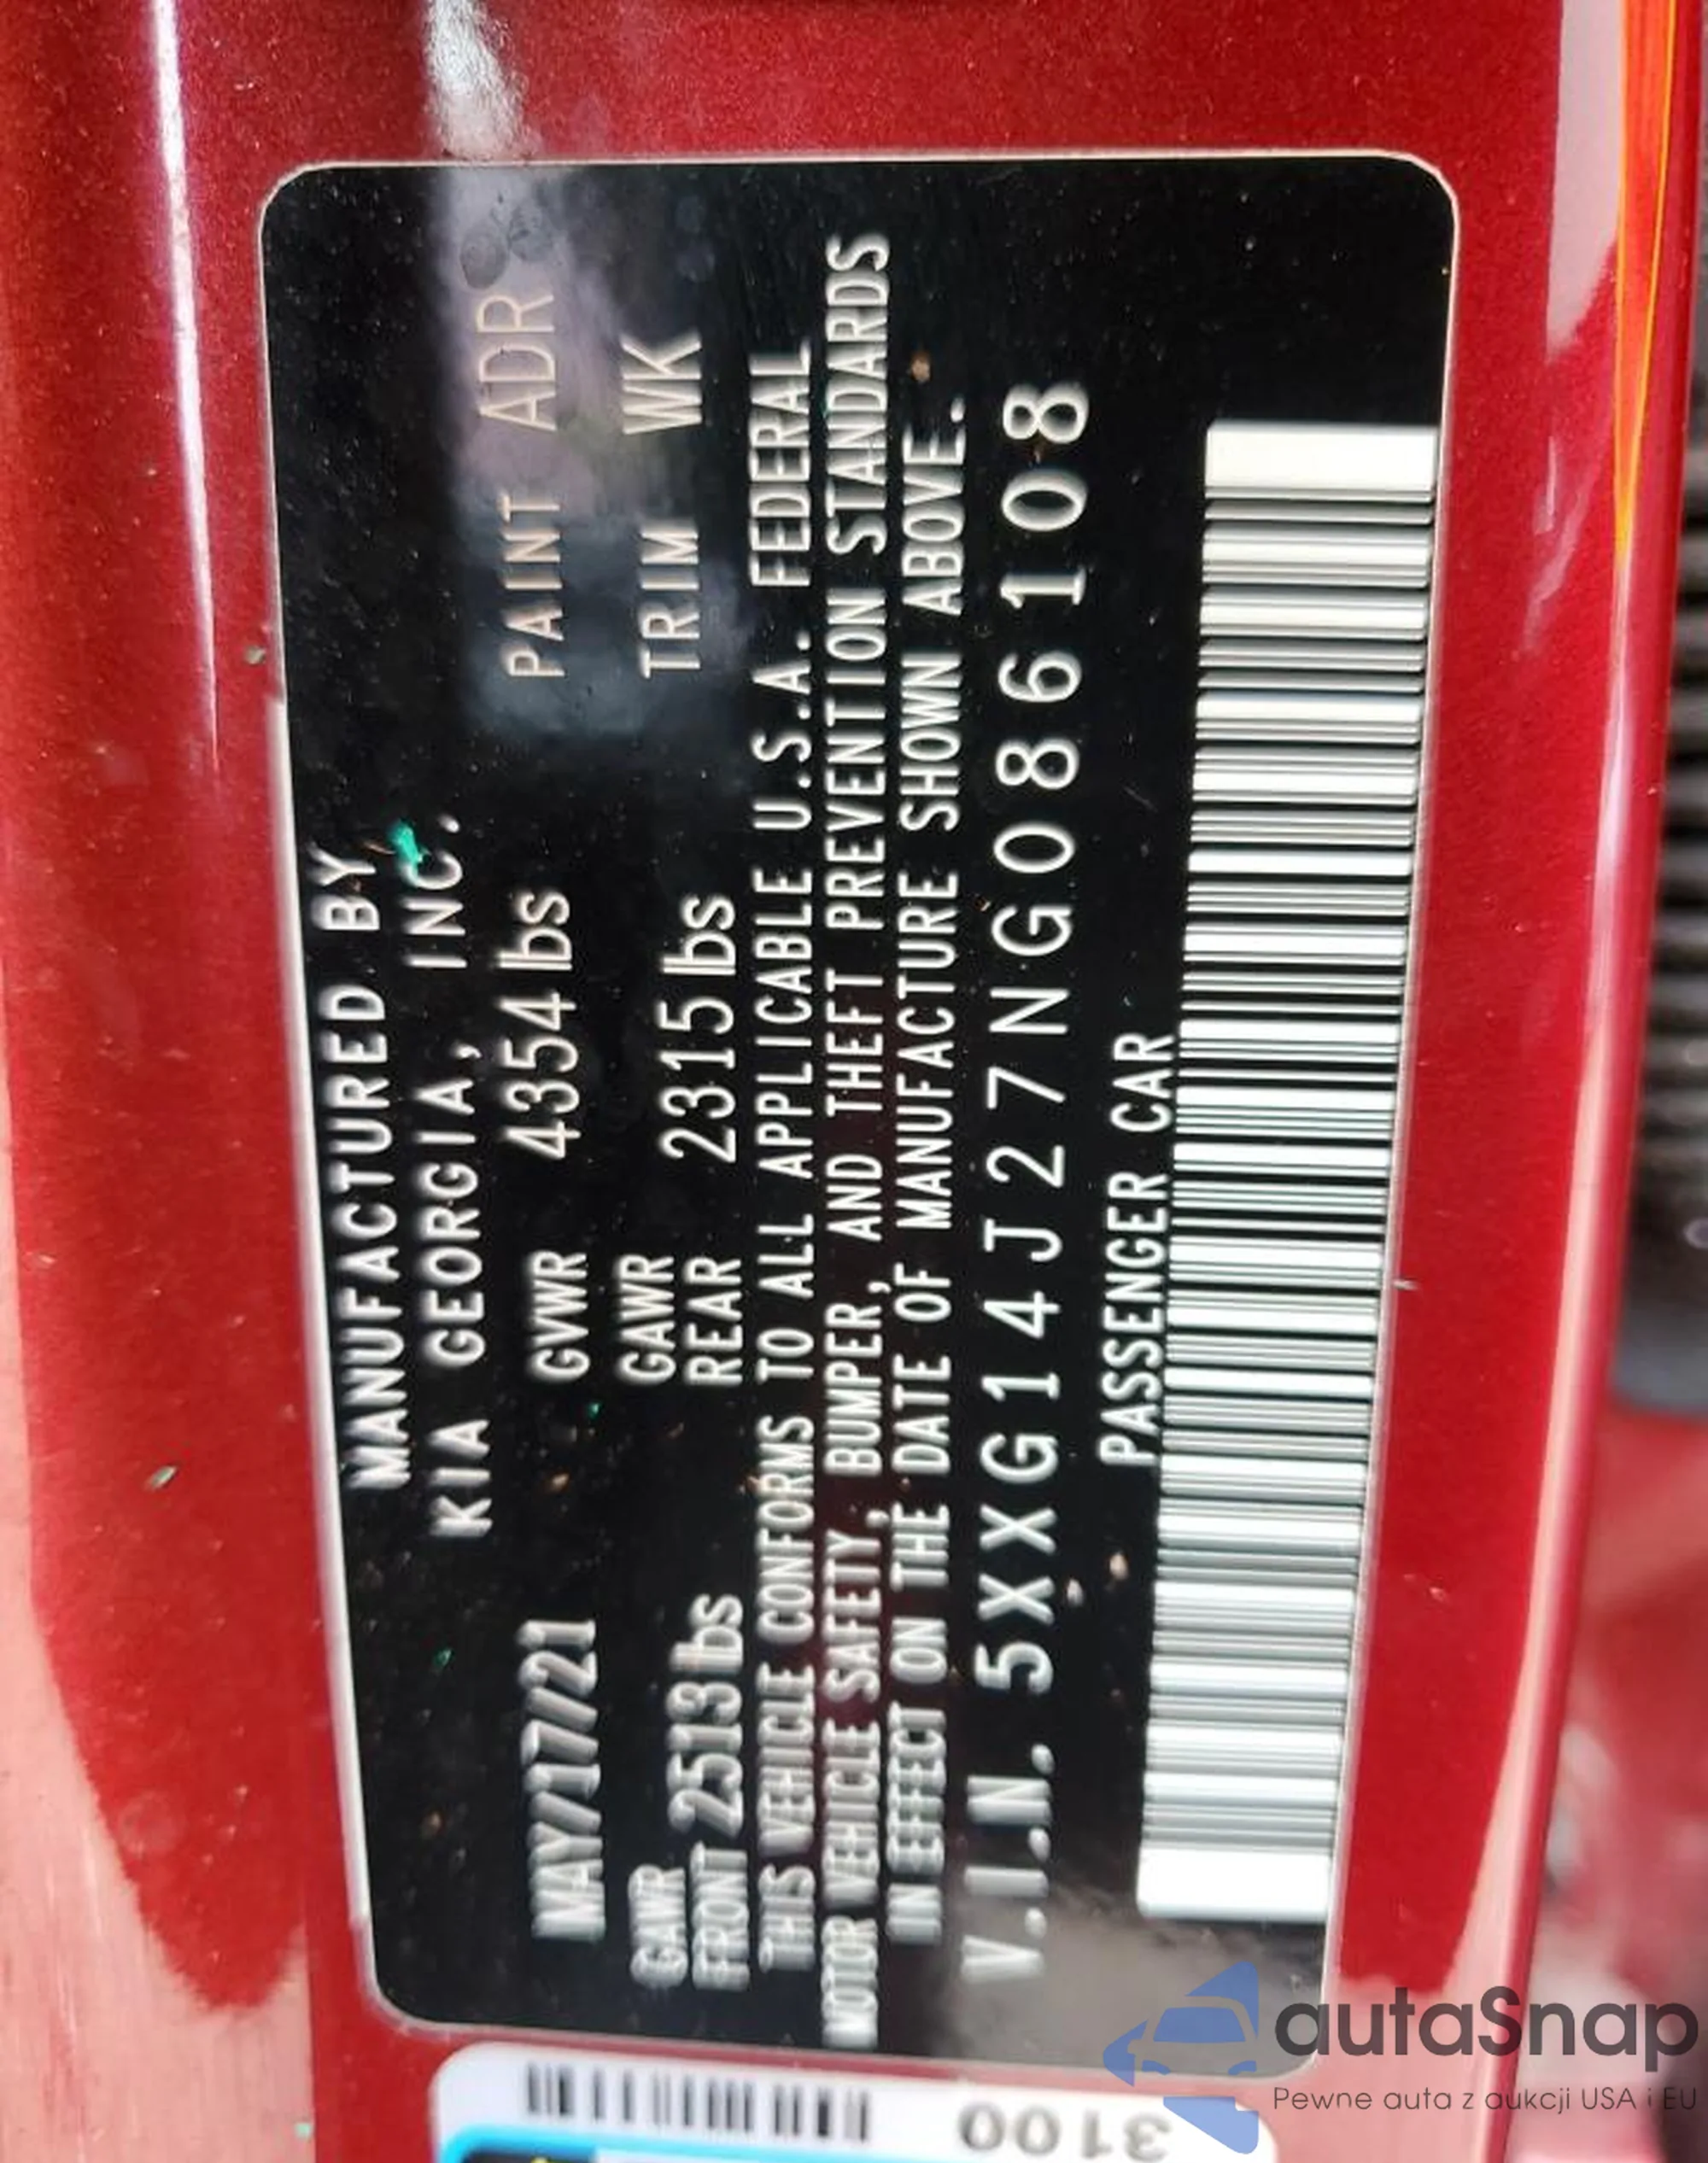 MANUFACTURED BY
KIA GEORGIA, INC.
MAY/17/21 GVWR 4354 lbs PAINT ADR
GAWR FRONT 2513 lbs GAWR REAR 2315 lbs TRIM WK
THIS VEHICLE CONFORMS TO ALL APPLICABLE U.S.A. FEDERAL
MOTOR VEHICLE SAFETY, BUMPER, AND THEFT PREVENTION STANDARDS
IN EFFECT ON THE DATE OF MANUFACTURE SHOWN ABOVE.
V.I.N. 5XXG14J27NG086108
PASSENGER CAR
3100
autaSnap
Pewne auta z aukcji USA i EU